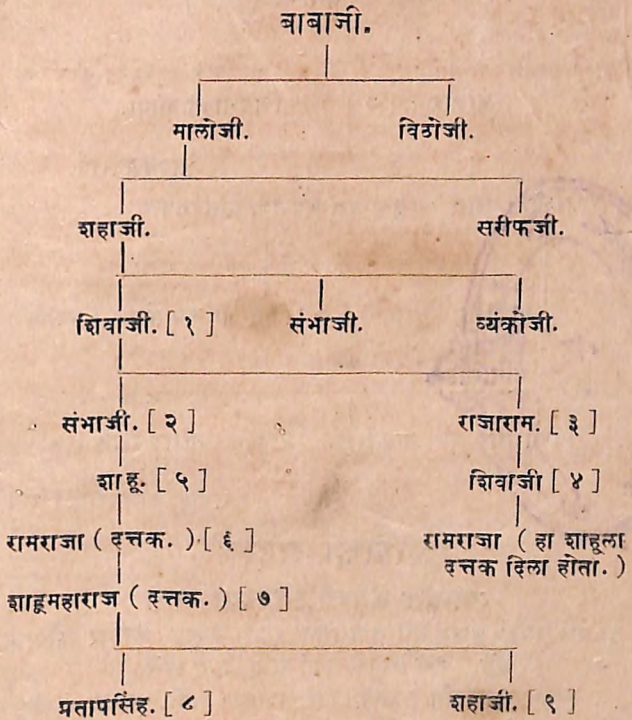 बाबाजी.
मालोजी. विठोजी.
शहाजी. सरीफजी.
शिवाजी. [ १ ] संभाजी. व्यंकोजी.
संभाजी. [ २ ] राजाराम. [ ३ ]
शाहू. [ ५ ] शिवाजी [ ४ ]
रामराजा ( दत्तक. ) [ ६ ] रामराजा ( हा शाहूला
दत्तक दिला होता. )
शाहूमहाराज ( दत्तक. ) [ ७ ]
प्रतापसिंह. [ ८ ] शहाजी. [ ९ ]